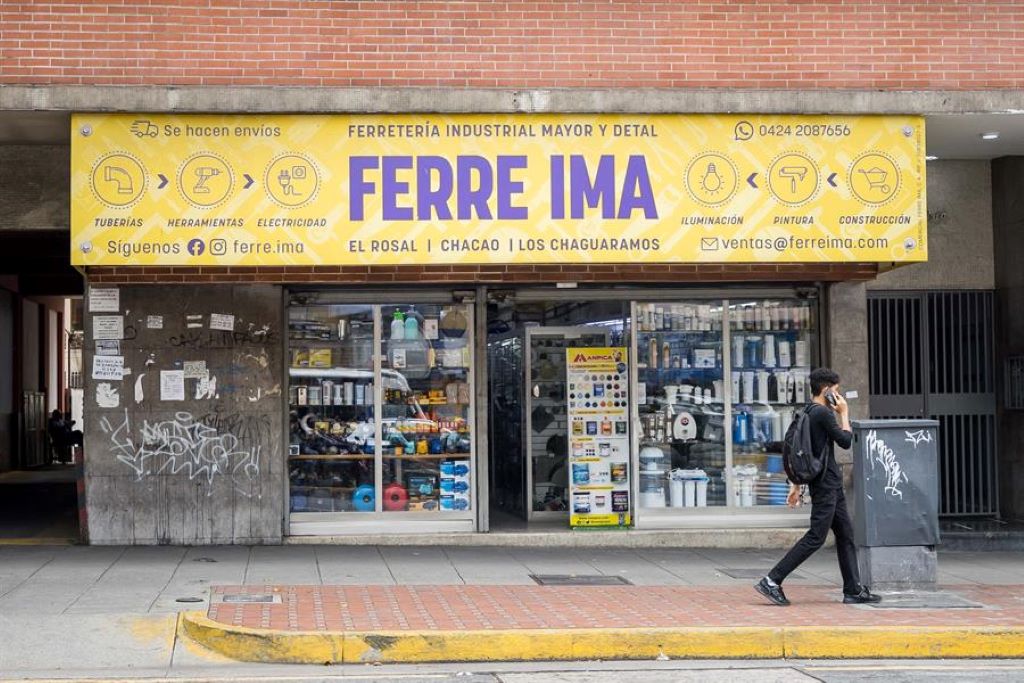 Se hacen envíos
FERRETERÍA INDUSTRIAL MAYOR Y DETAL
0424 2087656
FERRE IMA
TUBERÍAS
HERRAMIENTAS
ELECTRICIDAD
ILUMINACIÓN
PINTURA
CONSTRUCCIÓN
Síguenos
ferre.ima
EL ROSAL | CHACAO | LOS CHAGUARAMOS
ventas@ferreima.com
ANPICA